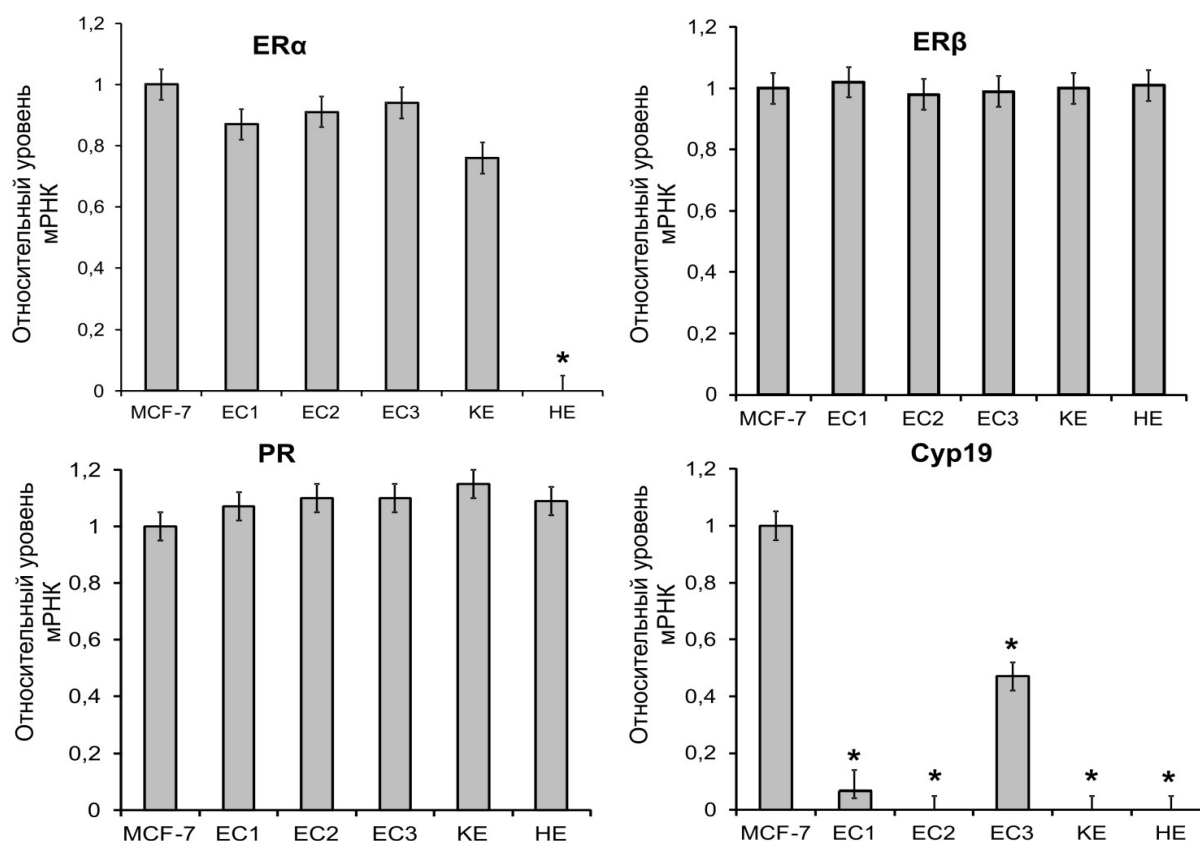 ERα
Относительный уровень
мРНК
1,2
1
0,8
0,6
0,4
0,2
0
*
MCF-7 EC1 EC2 EC3 KE HE
ERβ
Относительный уровень
мРНК
1,2
1
0,8
0,6
0,4
0,2
0
MCF-7 EC1 EC2 EC3 KE HE
PR
Относительный уровень
мРНК
1,2
1
0,8
0,6
0,4
0,2
0
MCF-7 EC1 EC2 EC3 KE HE
Cyp19
Относительный уровень
мРНК
1,2
1
0,8
0,6
0,4
0,2
0
* * * * *
MCF-7 EC1 EC2 EC3 KE HE